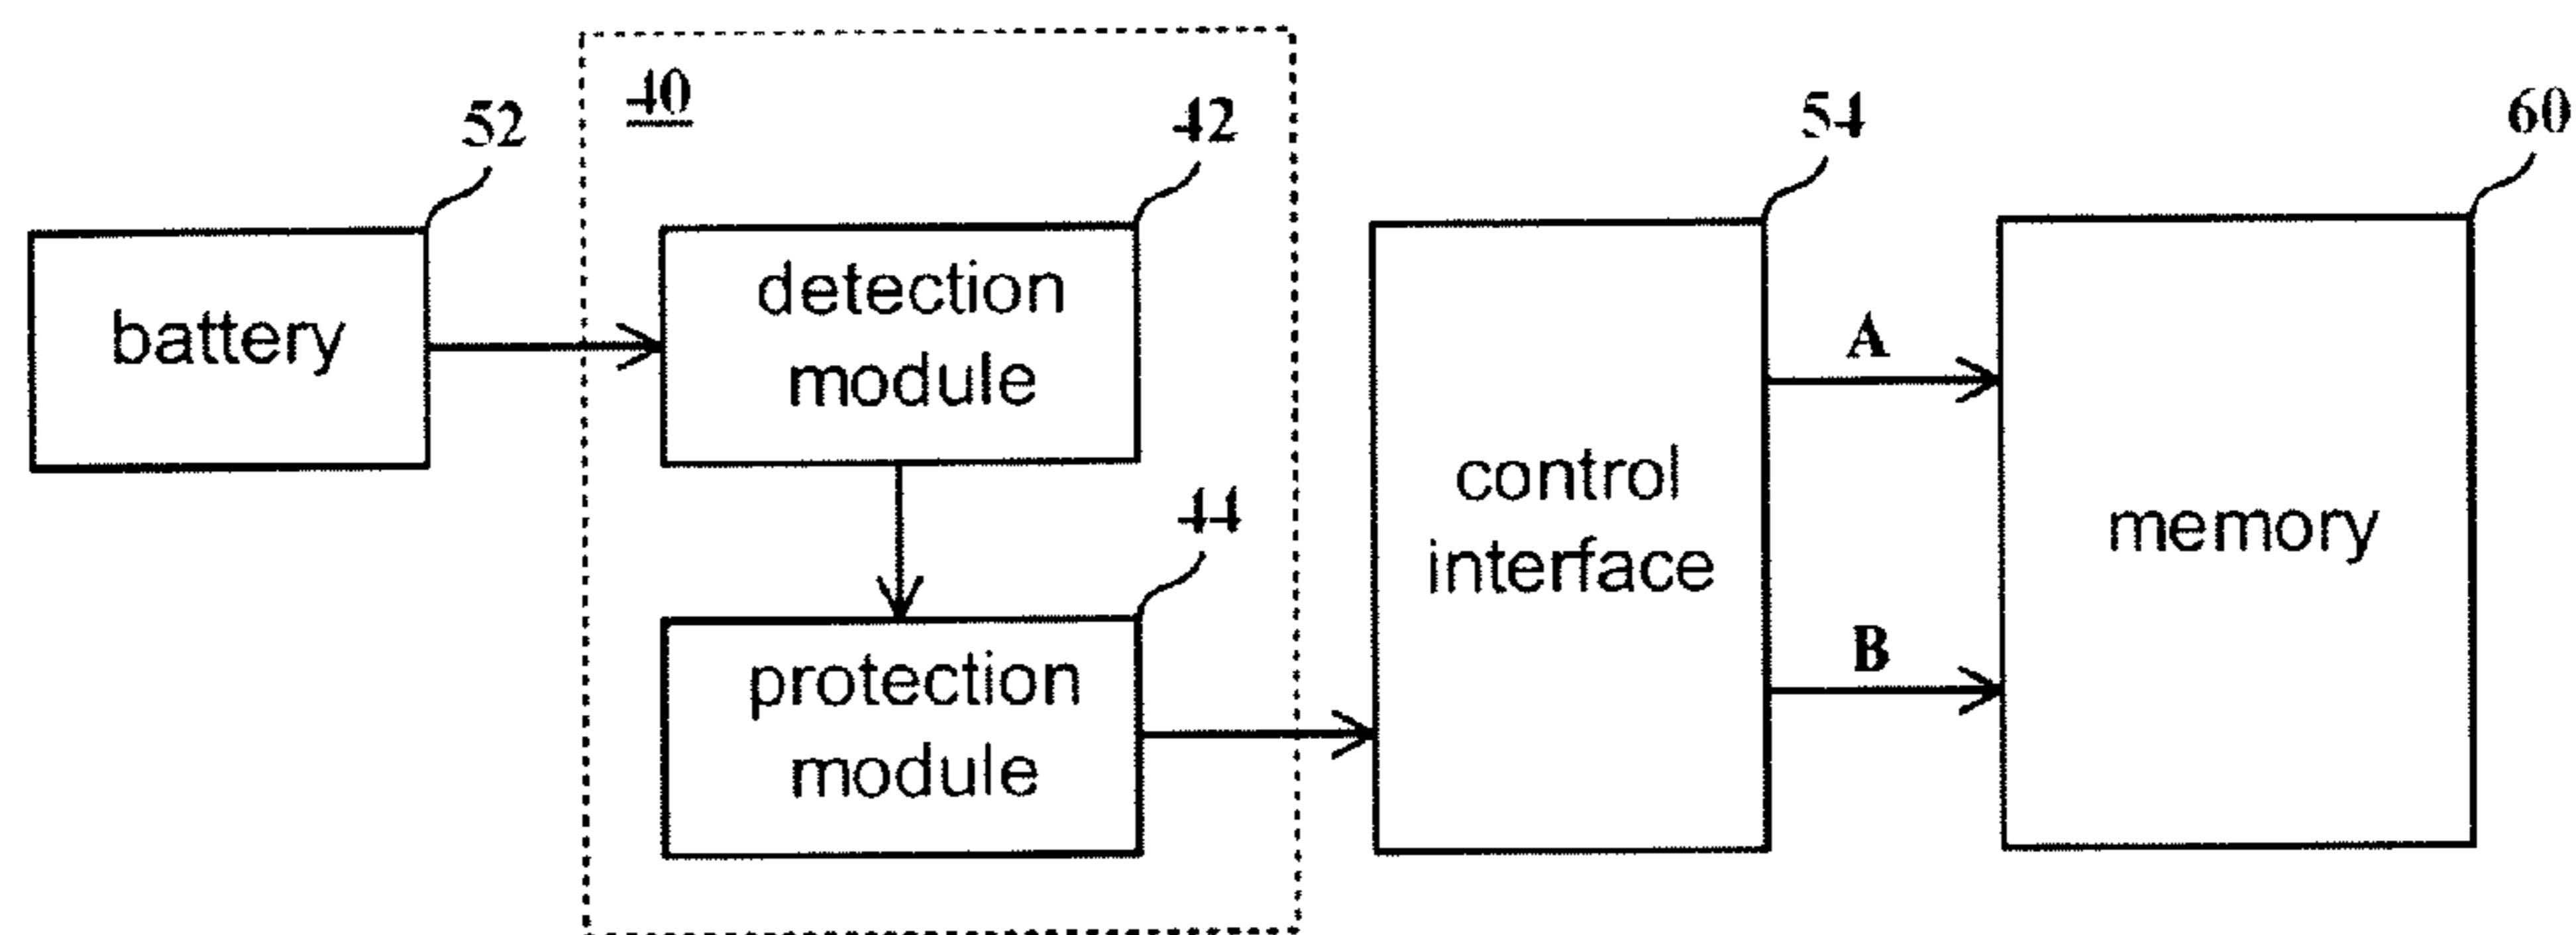 40
52
42
54
60
battery
detection
module
A
control
interface
memory
44
B
protection
module